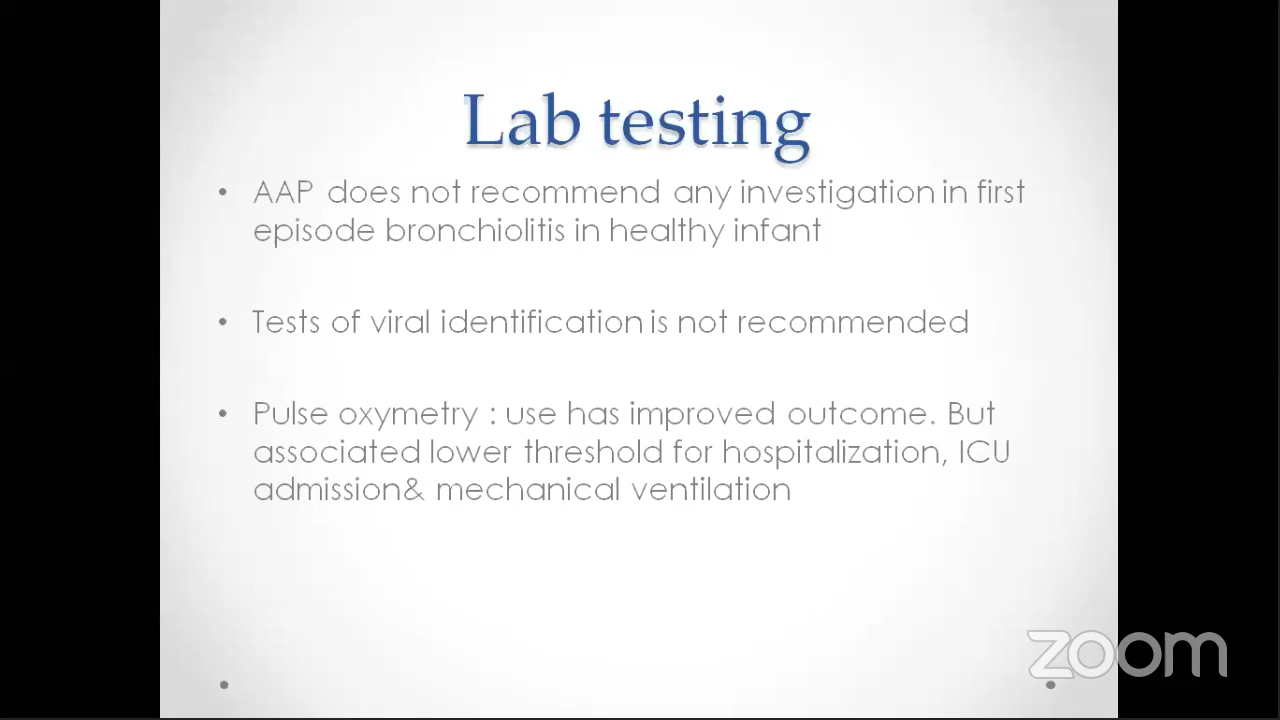 Lab testing
• AAP does not recommend any investigation in first
episode bronchiolitis in healthy infant
• Tests of viral identification is not recommended
• Pulse oxymetry : use has improved outcome. But
associated lower threshold for hospitalization, ICU
admission& mechanical ventilation
zoom